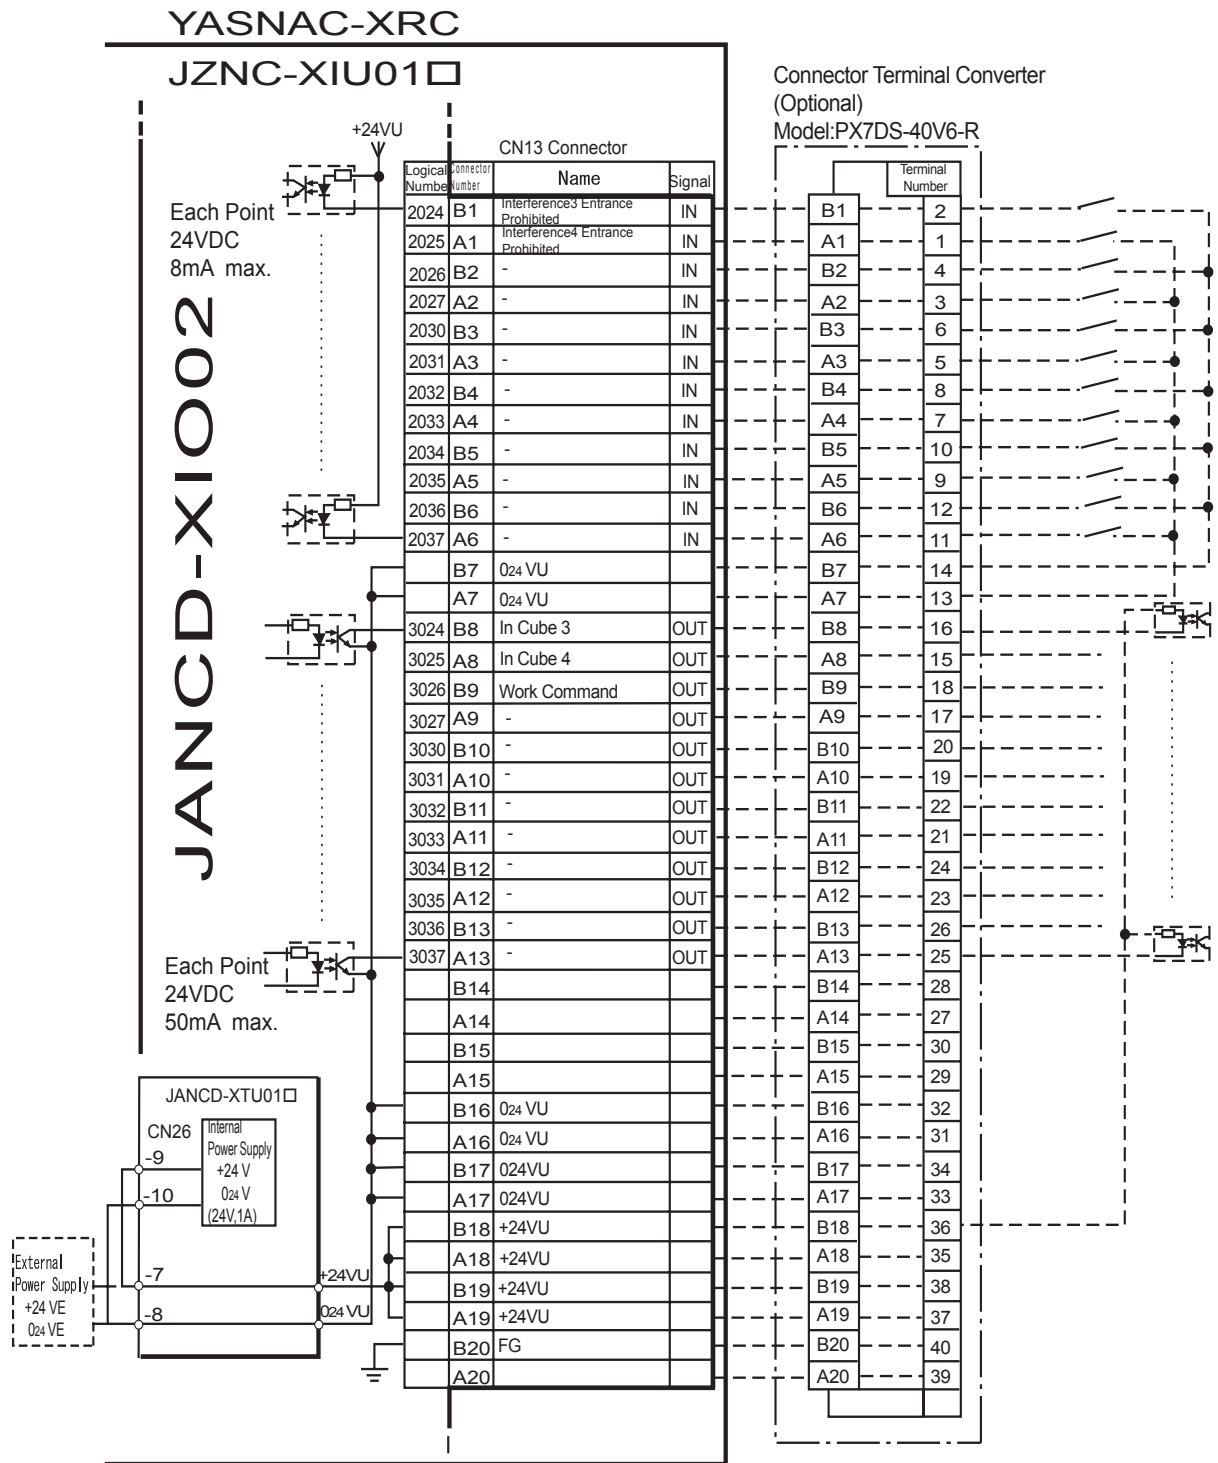 YASNAC-XRC
JZNC-XIU01□
JANCD-XIO02
+24VU
Each Point
24VDC
8mA max.
Each Point
24VDC
50mA max.
CN13 Connector
Logical Numbe Connector Number Name Signal
2024 B1 Interference3 Entrance Prohibited IN
2025 A1 Interference4 Entrance Prohibited IN
2026 B2 - IN
2027 A2 - IN
2030 B3 - IN
2031 A3 - IN
2032 B4 - IN
2033 A4 - IN
2034 B5 - IN
2035 A5 - IN
2036 B6 - IN
2037 A6 - IN
B7 024 VU
A7 024 VU
3024 B8 In Cube 3 OUT
3025 A8 In Cube 4 OUT
3026 B9 Work Command OUT
3027 A9 - OUT
3030 B10 - OUT
3031 A10 - OUT
3032 B11 - OUT
3033 A11 - OUT
3034 B12 - OUT
3035 A12 - OUT
3036 B13 - OUT
3037 A13 - OUT
B14
A14
B15
A15
B16 024 VU
A16 024 VU
B17 024VU
A17 024VU
B18 +24VU
A18 +24VU
B19 +24VU
A19 +24VU
B20 FG
A20
Connector Terminal Converter
(Optional)
Model:PX7DS-40V6-R
Terminal
Number
B1 2
A1 1
B2 4
A2 3
B3 6
A3 5
B4 8
A4 7
B5 10
A5 9
B6 12
A6 11
B7 14
A7 13
B8 16
A8 15
B9 18
A9 17
B10 20
A10 19
B11 22
A11 21
B12 24
A12 23
B13 26
A13 25
B14 28
A14 27
B15 30
A15 29
B16 32
A16 31
B17 34
A17 33
B18 36
A18 35
B19 38
A19 37
B20 40
A20 39
JANCD-XTU01□
CN26
-9
-10
-7
-8
Internal
Power Supply
+24 V
024 V
(24V,1A)
+24VU
024 VU
External
Power Supply
+24 VE
024 VE